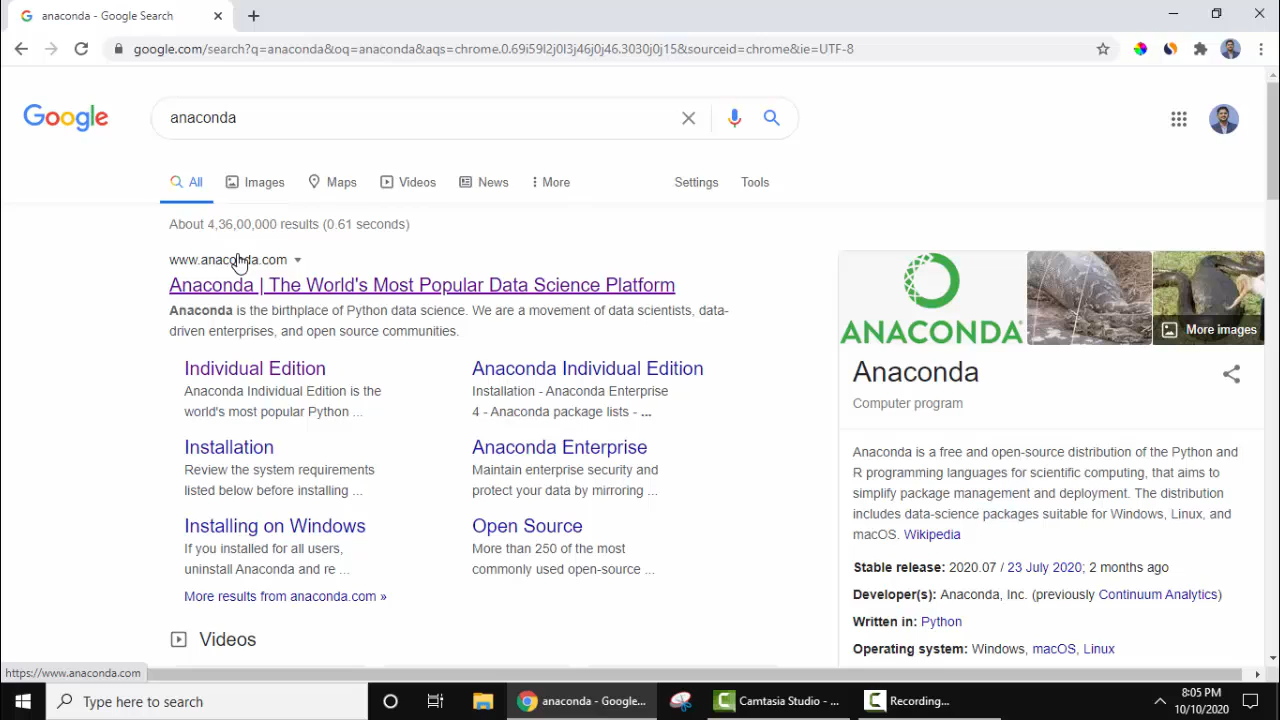 anaconda - Google Search
google.com/search?q=anaconda&oq=anaconda&aqs=chrome.0.69i59l2j0l3j46j0j46.3030j0j15&sourceid=chrome&ie=UTF-8
Google
anaconda
All
Images
Maps
Videos
News
More
Settings
Tools
About 4,36,00,000 results (0.61 seconds)
www.anaconda.com
Anaconda | The World's Most Popular Data Science Platform
Anaconda is the birthplace of Python data science. We are a movement of data scientists, data-
driven enterprises, and open source communities.
Individual Edition
Anaconda Individual Edition is the
world's most popular Python ...
Anaconda Individual Edition
Installation - Anaconda Enterprise
4 - Anaconda package lists - ...
Installation
Review the system requirements
listed below before installing ...
Anaconda Enterprise
Maintain enterprise security and
protect your data by mirroring ...
Installing on Windows
If you installed for all users,
uninstall Anaconda and re ...
Open Source
More than 250 of the most
commonly used open-source ...
More results from anaconda.com »
Videos
ANACONDA
More images
Anaconda
Computer program
Anaconda is a free and open-source distribution of the Python and
R programming languages for scientific computing, that aims to
simplify package management and deployment. The distribution
includes data-science packages suitable for Windows, Linux, and
macOS. Wikipedia
Stable release: 2020.07 / 23 July 2020; 2 months ago
Developer(s): Anaconda, Inc. (previously Continuum Analytics)
Written in: Python
Operating system: Windows, macOS, Linux
https://www.anaconda.com
Type here to search
anaconda - Google...
Camtasia Studio - ...
Recording...
8:05 PM
10/10/2020